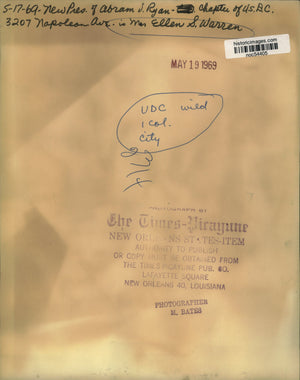 5-17-69-New Pres. of Abram J. Ryan- Chapter of U.S.D.C.
3207 Napoleon Ave. is Mrs Ellen S. Warren
historicimages.com
noc54405
MAY 19 1969
UDC wild
1 col.
city
PHOTOGRAPH BY
The Times-Picayune
NEW ORLEANS STATES-ITEM
AUTHORITY TO PUBLISH
OR COPY MUST BE OBTAINED FROM
THE TIMES-PICAYUNE PUB. CO.
LAFAYETTE SQUARE
NEW ORLEANS 40, LOUISIANA
PHOTOGRAPHER
M. BATES